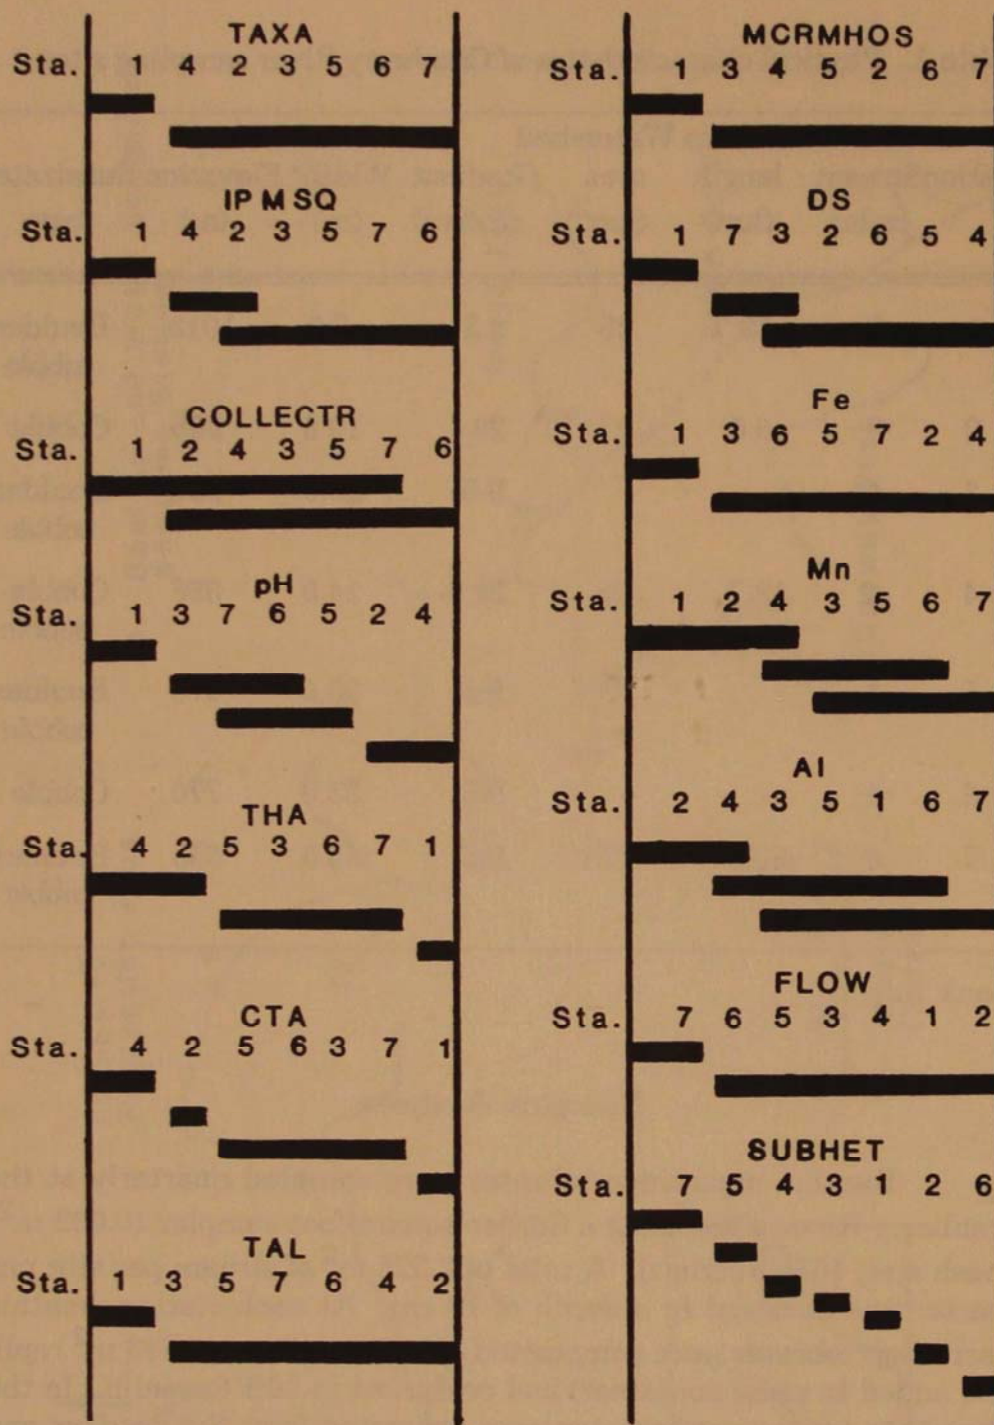 TAXA
Sta. 1 4 2 3 5 6 7
IPMSQ
Sta. 1 4 2 3 5 7 6
COLLECTR
Sta. 1 2 4 3 5 7 6
pH
Sta. 1 3 7 6 5 2 4
THA
Sta. 4 2 5 3 6 7 1
CTA
Sta. 4 2 5 6 3 7 1
TAL
Sta. 1 3 5 7 6 4 2
MCRMHOS
Sta. 1 3 4 5 2 6 7
DS
Sta. 1 7 3 2 6 5 4
Fe
Sta. 1 3 6 5 7 2 4
Mn
Sta. 1 2 4 3 5 6 7
Al
Sta. 2 4 3 5 1 6 7
FLOW
Sta. 7 6 5 3 4 1 2
SUBHET
Sta. 7 5 4 3 1 2 6